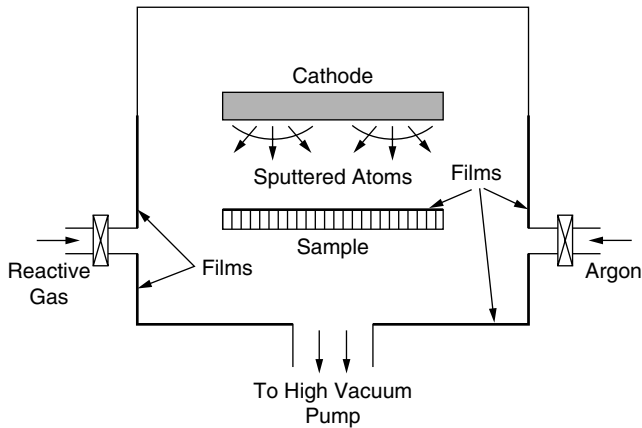 Cathode
Sputtered Atoms
Films
Sample
Reactive
Gas
Films
Argon
To High Vacuum
Pump